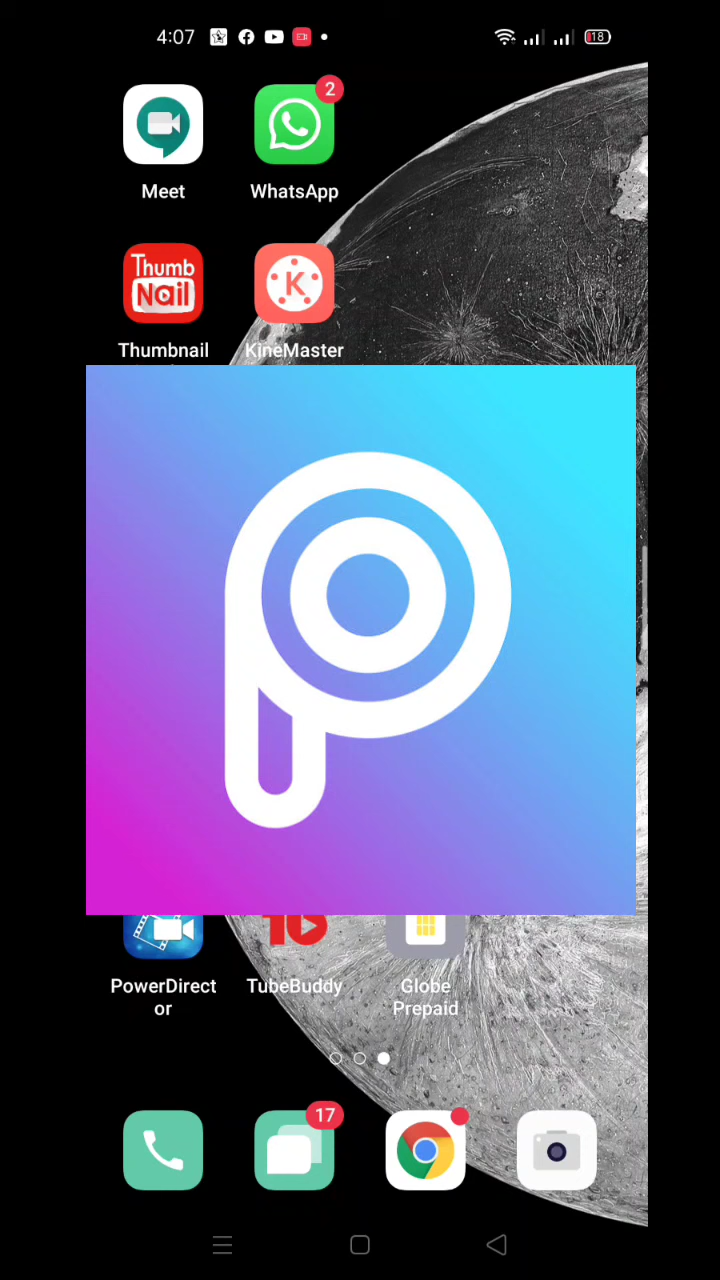 4:07
18
2
Meet
WhatsApp
Thumb
Nail
K
Thumbnail
KineMaster
PowerDirect
or
TubeBuddy
Globe
Prepaid
17